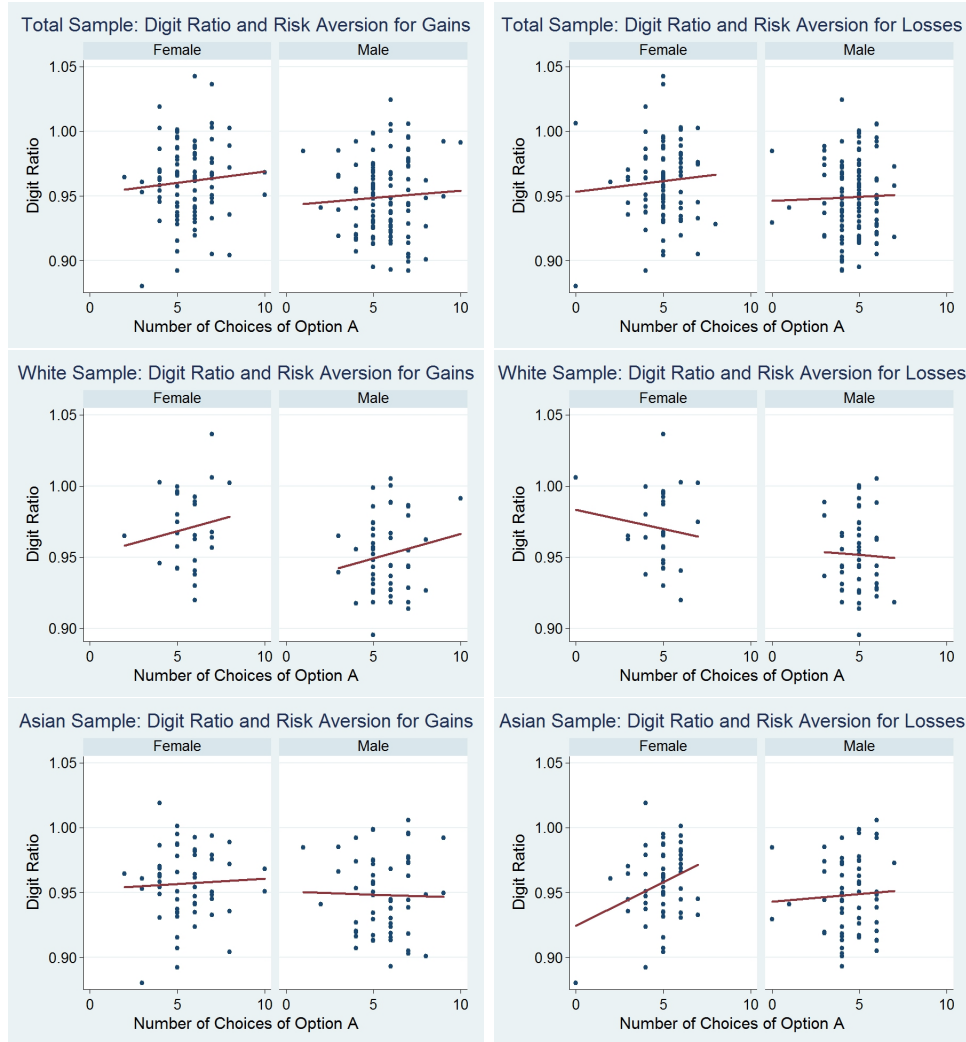 Total Sample: Digit Ratio and Risk Aversion for Gains
Female Male
1.05
1.00
0.95
0.90
Digit Ratio
0 5 10 0 5 10
Number of Choices of Option A
Total Sample: Digit Ratio and Risk Aversion for Losses
Female Male
1.05
1.00
0.95
0.90
Digit Ratio
0 5 10 0 5 10
Number of Choices of Option A
White Sample: Digit Ratio and Risk Aversion for Gains
Female Male
1.05
1.00
0.95
0.90
Digit Ratio
0 5 10 0 5 10
Number of Choices of Option A
White Sample: Digit Ratio and Risk Aversion for Losses
Female Male
1.05
1.00
0.95
0.90
Digit Ratio
0 5 10 0 5 10
Number of Choices of Option A
Asian Sample: Digit Ratio and Risk Aversion for Gains
Female Male
1.05
1.00
0.95
0.90
Digit Ratio
0 5 10 0 5 10
Number of Choices of Option A
Asian Sample: Digit Ratio and Risk Aversion for Losses
Female Male
1.05
1.00
0.95
0.90
Digit Ratio
0 5 10 0 5 10
Number of Choices of Option A